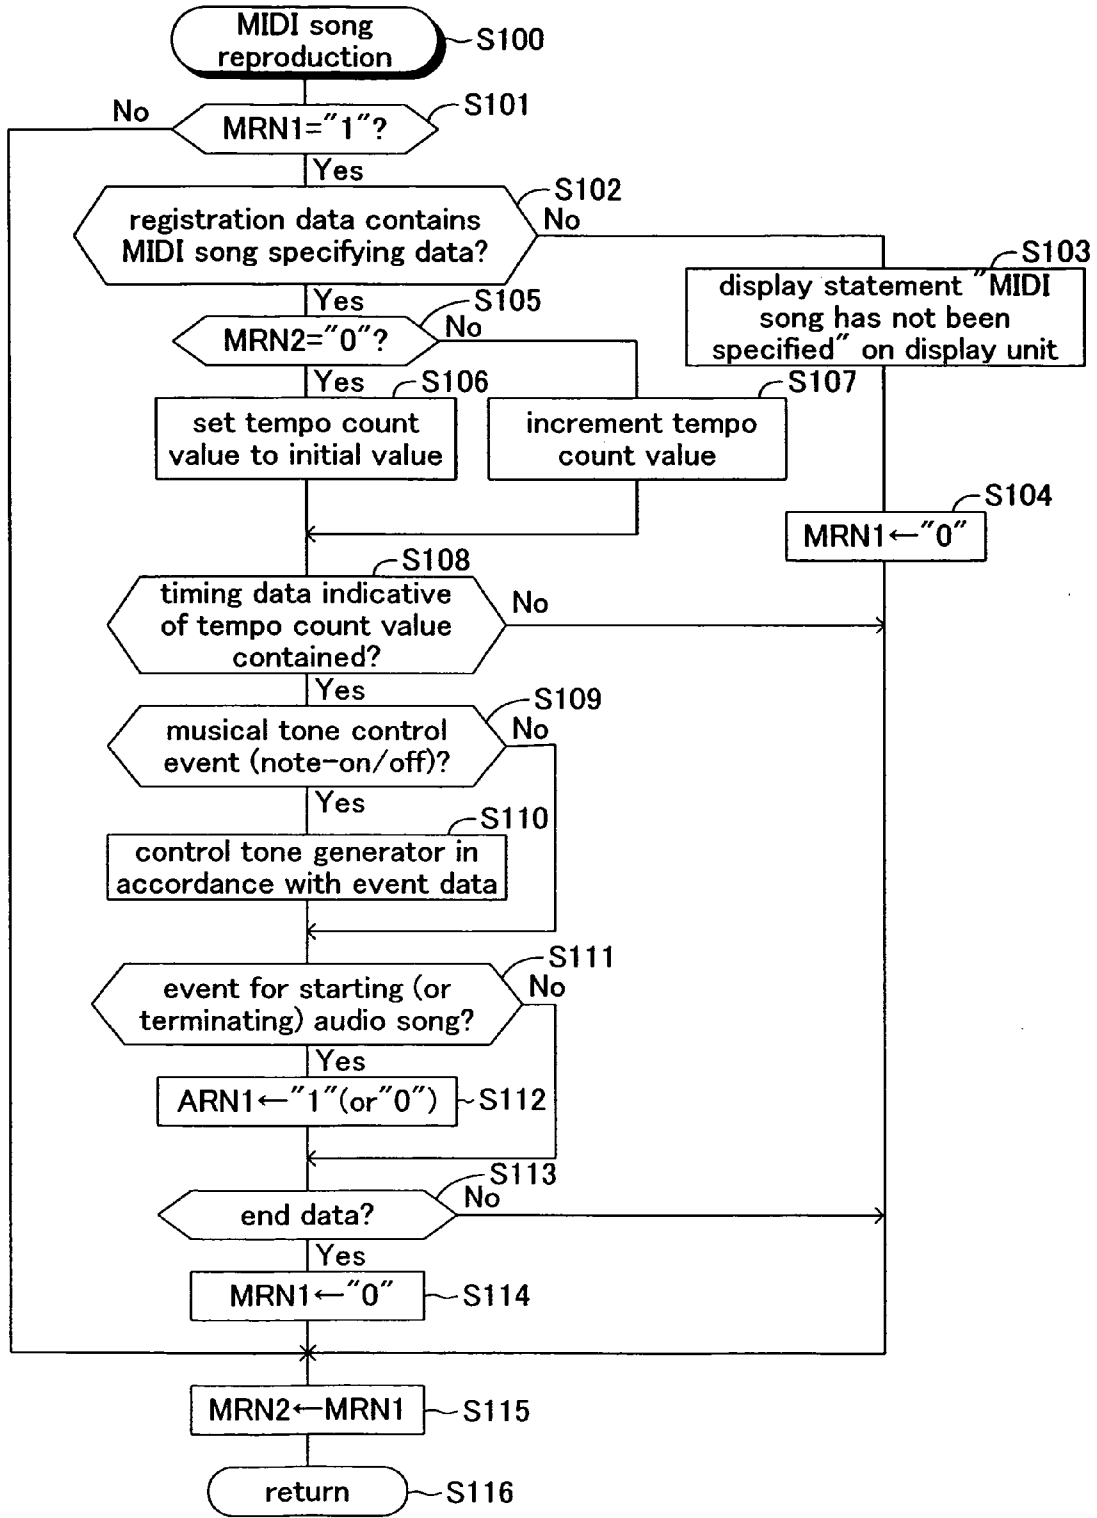 MIDI song
reproduction
S100
No
MRN1="1"?
S101
Yes
registration data contains
MIDI song specifying data?
S102
No
display statement "MIDI
song has not been
specified" on display unit
S103
Yes
MRN2="0"?
S105
No
Yes
set tempo count
value to initial value
S106
increment tempo
count value
S107
MRN1←"0"
S104
timing data indicative
of tempo count value
contained?
S108
No
Yes
musical tone control
event (note-on/off)?
S109
No
Yes
control tone generator in
accordance with event data
S110
event for starting (or
terminating) audio song?
S111
No
Yes
ARN1←"1"(or"0")
S112
end data?
S113
No
Yes
MRN1←"0"
S114
MRN2←MRN1
S115
return
S116